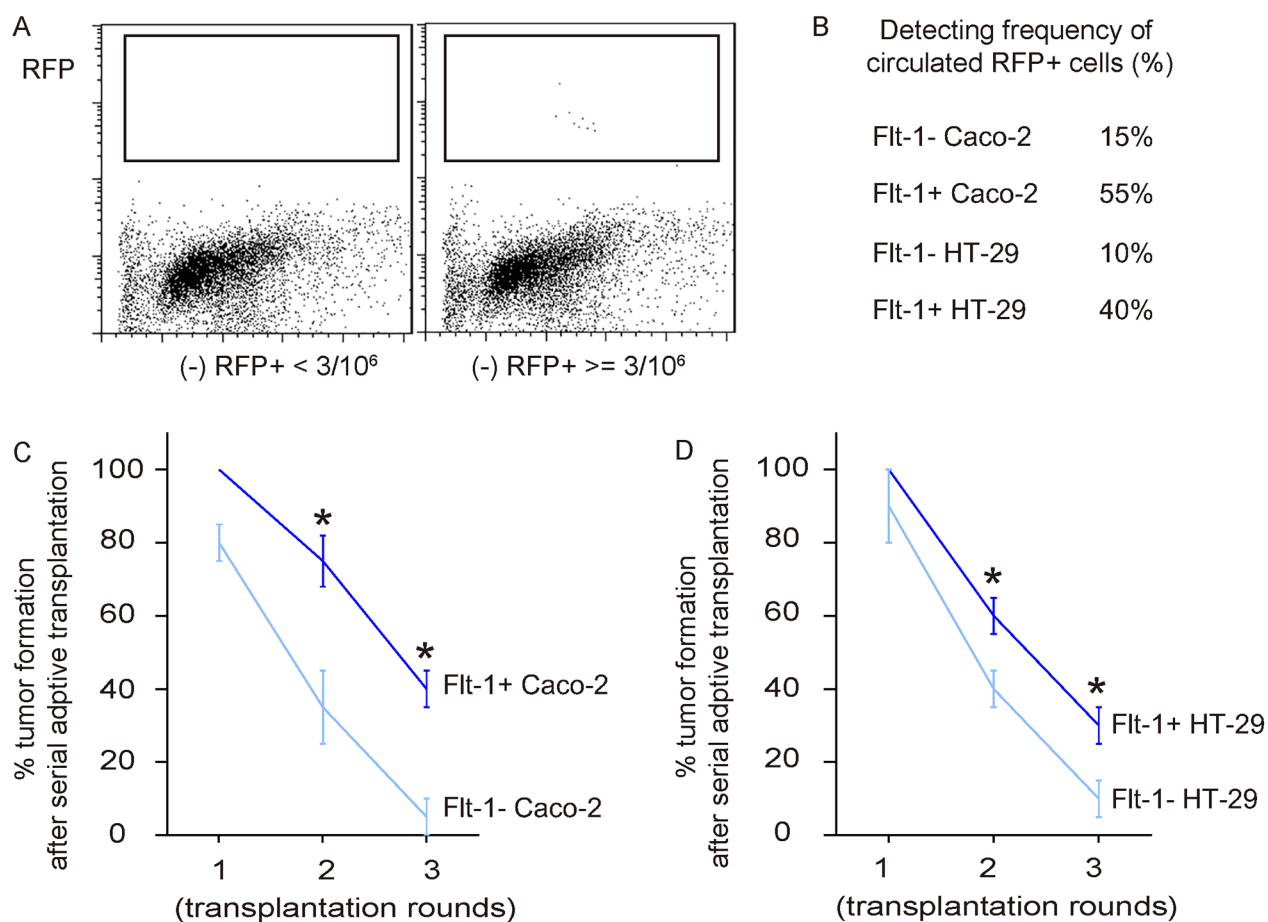 A
RFP
(-) RFP+ < 3/10⁶
(-) RFP+ >= 3/10⁶
B
Detecting frequency of
circulated RFP+ cells (%)
Flt-1- Caco-2 15%
Flt-1+ Caco-2 55%
Flt-1- HT-29 10%
Flt-1+ HT-29 40%
C
% tumor formation
after serial adptive transplantation
100
80
60
40
20
0
*
*
Flt-1+ Caco-2
Flt-1- Caco-2
1 2 3
(transplantation rounds)
D
% tumor formation
after serial adptive transplantation
100
80
60
40
20
0
*
*
Flt-1+ HT-29
Flt-1- HT-29
1 2 3
(transplantation rounds)